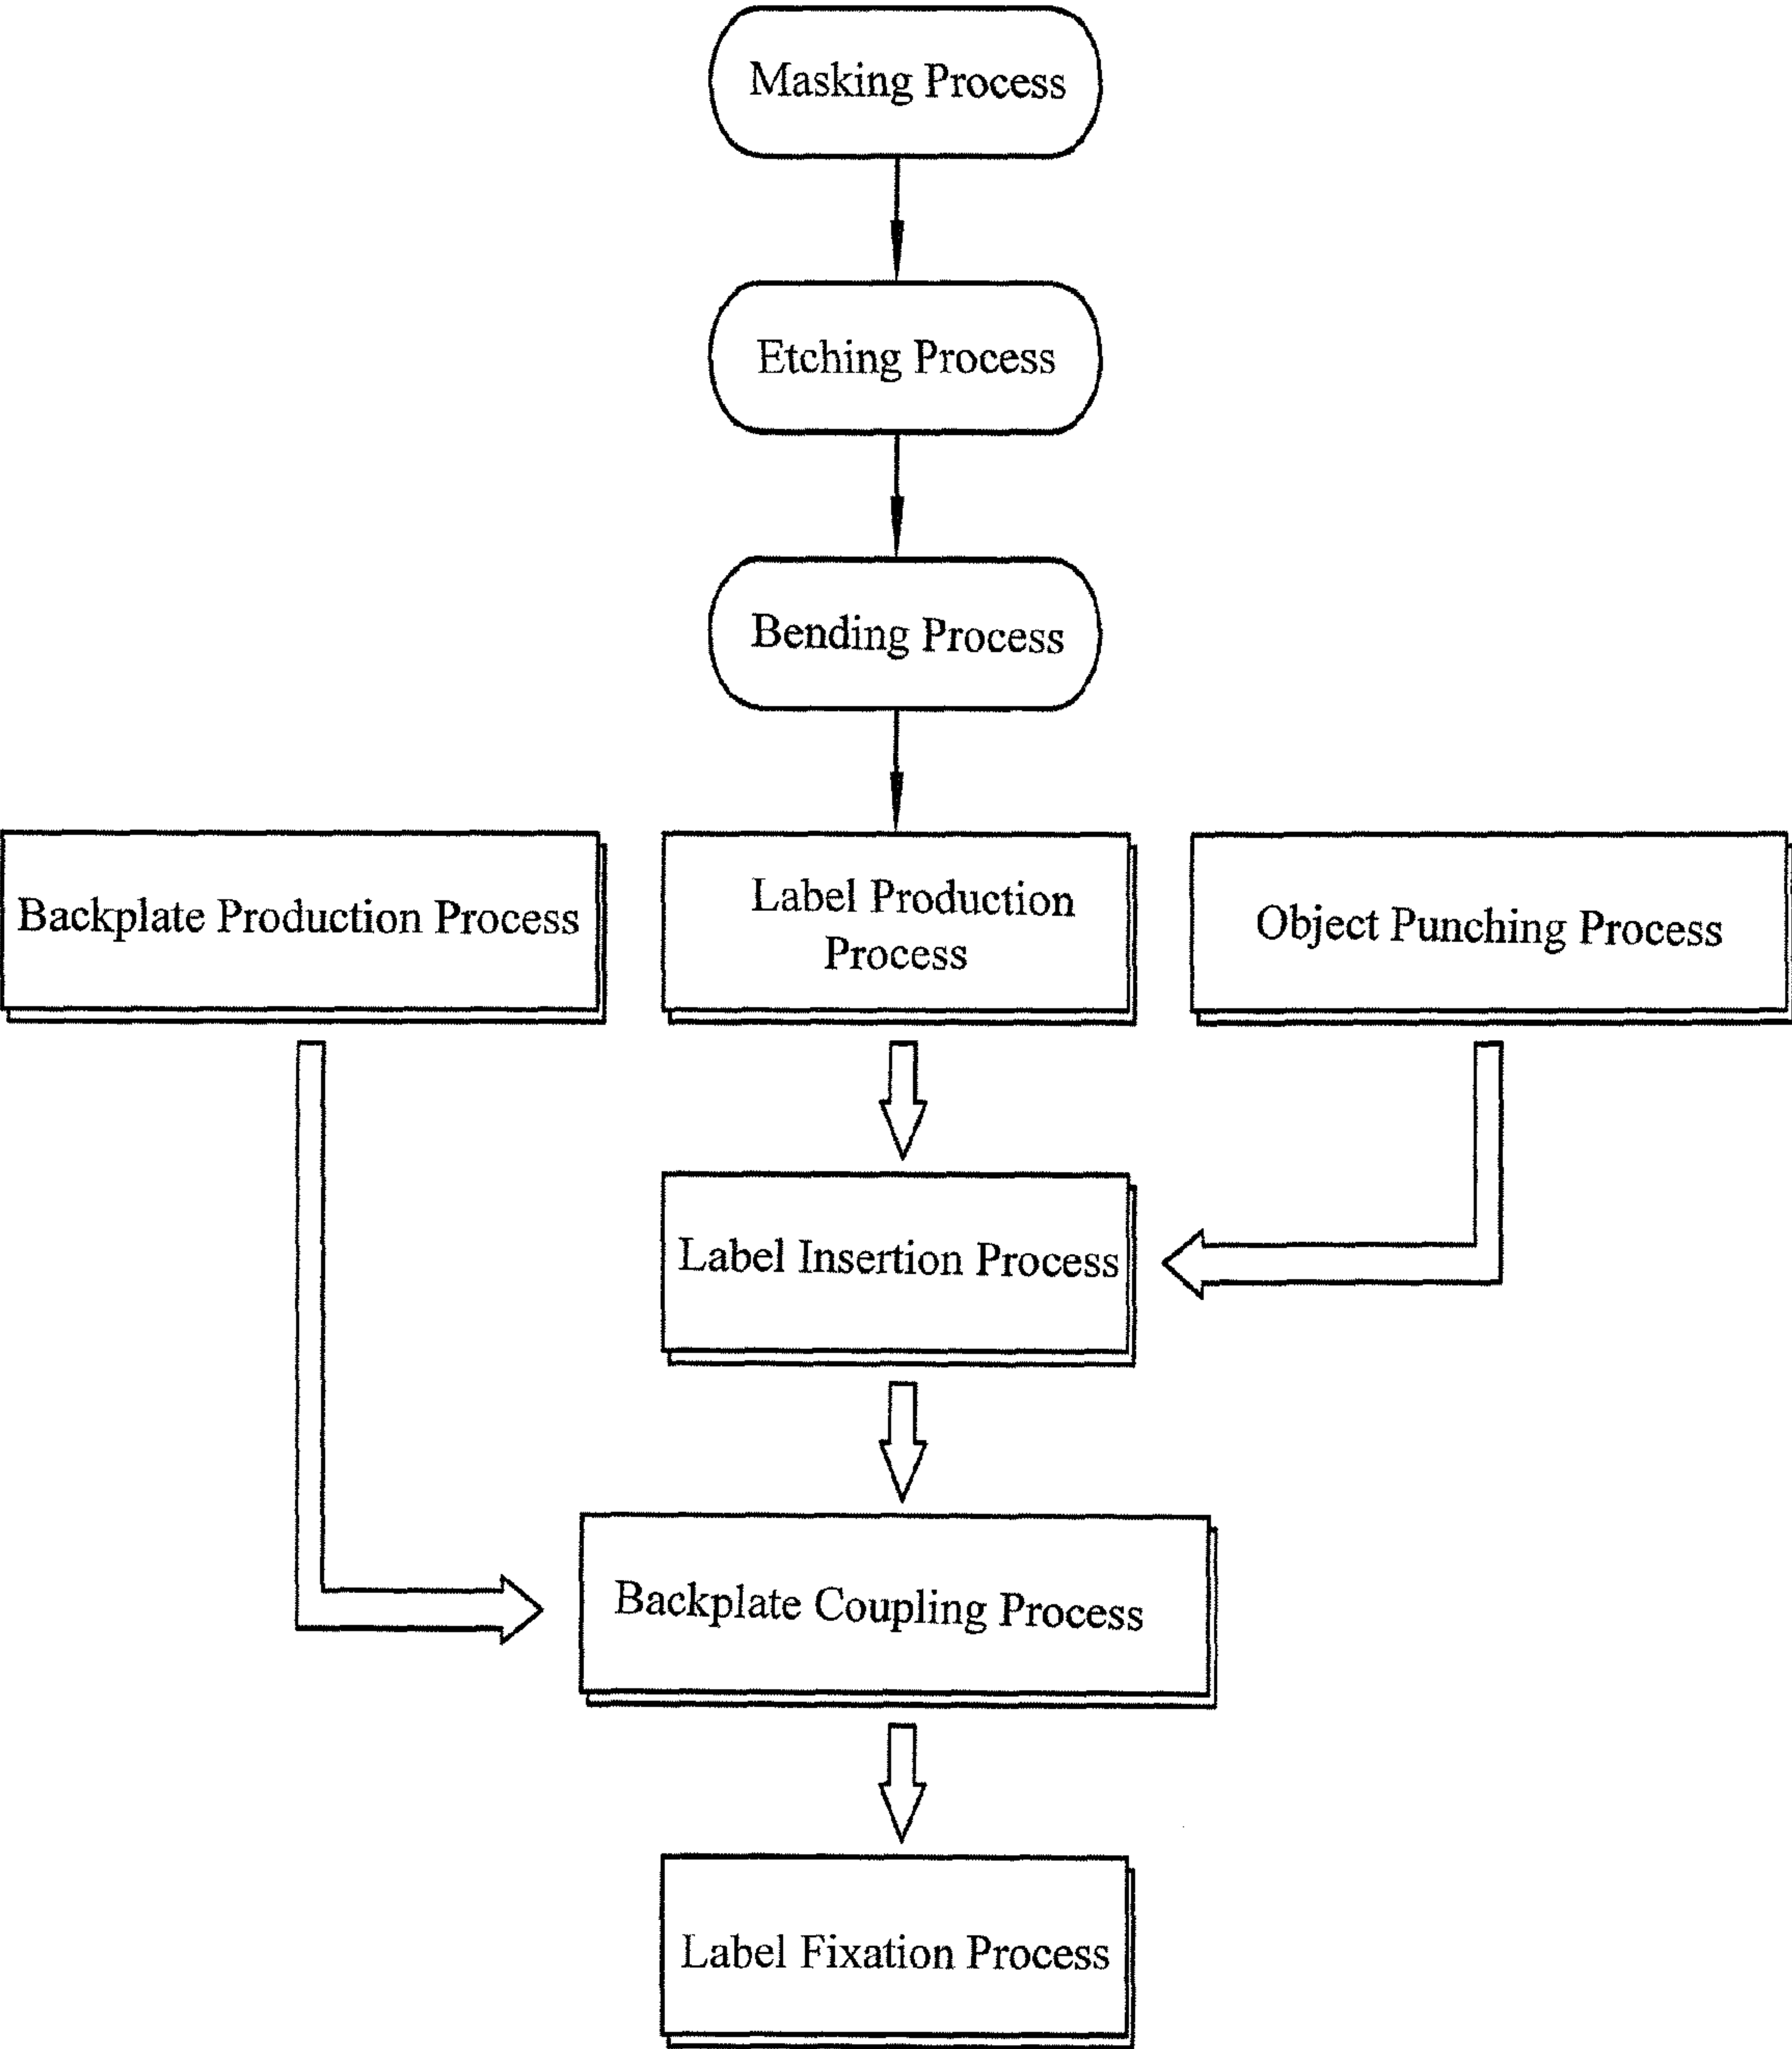 Masking Process
Etching Process
Bending Process
Backplate Production Process
Label Production
Process
Object Punching Process
Label Insertion Process
Backplate Coupling Process
Label Fixation Process